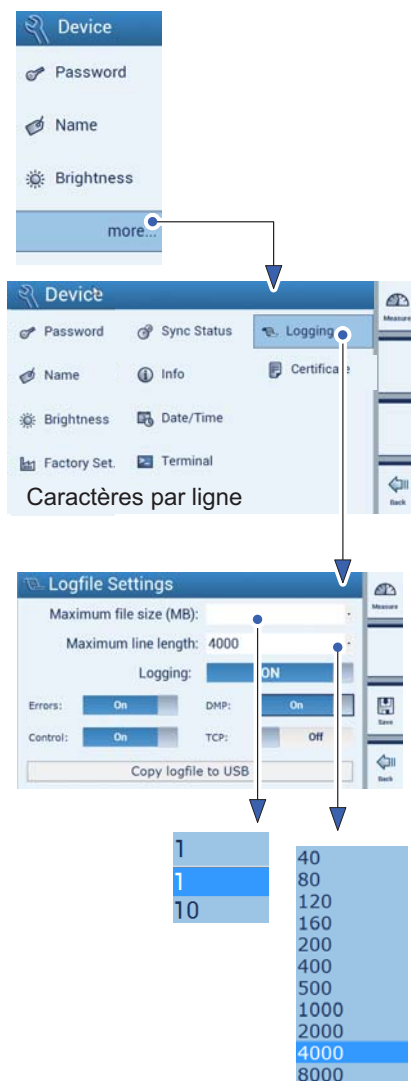 Device
Password
Name
Brightness
more...
Device
Measure
Password
Sync Status
Logging
Name
Info
Certificate
Brightness
Date/Time
Factory Set.
Terminal
Back
Caractères par ligne
Logfile Settings
Measure
Maximum file size (MB):
Maximum line length: 4000
Logging: ON
Errors: On DMP: On
Save
Control: On TCP: Off
Copy logfile to USB
Back
1
1
10
40
80
120
160
200
400
500
1000
2000
4000
8000